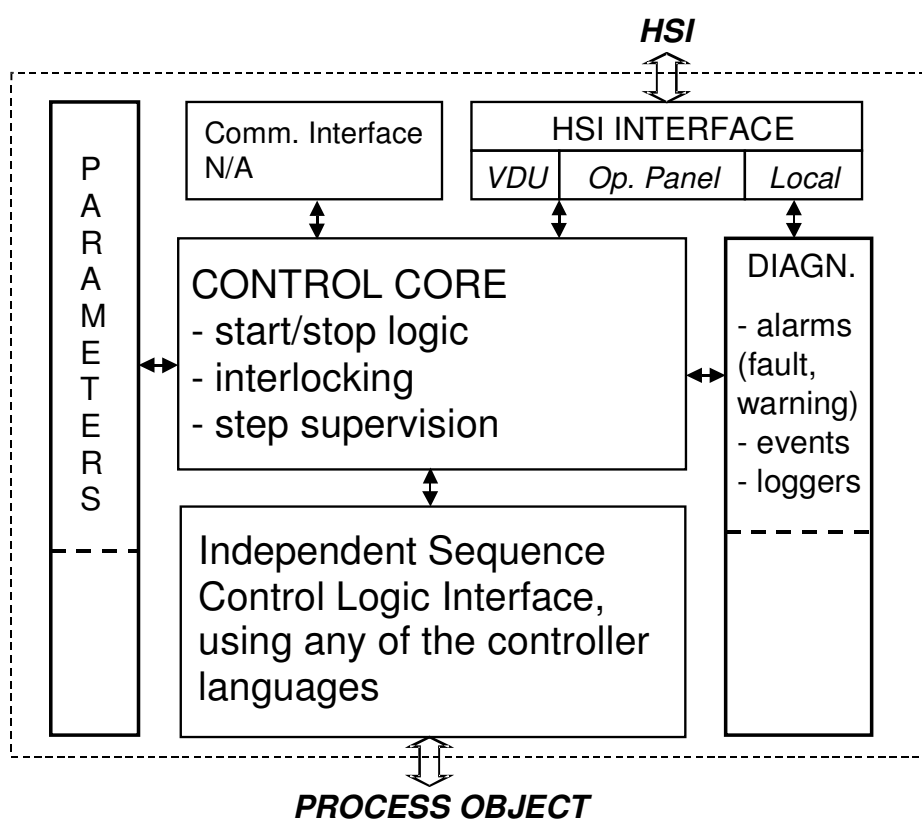 HSI
P
A
R
A
M
E
T
E
R
S
Comm. Interface
N/A
HSI INTERFACE
VDU Op. Panel Local
CONTROL CORE
- start/stop logic
- interlocking
- step supervision
DIAGN.
- alarms
(fault,
warning)
- events
- loggers
Independent Sequence
Control Logic Interface,
using any of the controller
languages
PROCESS OBJECT